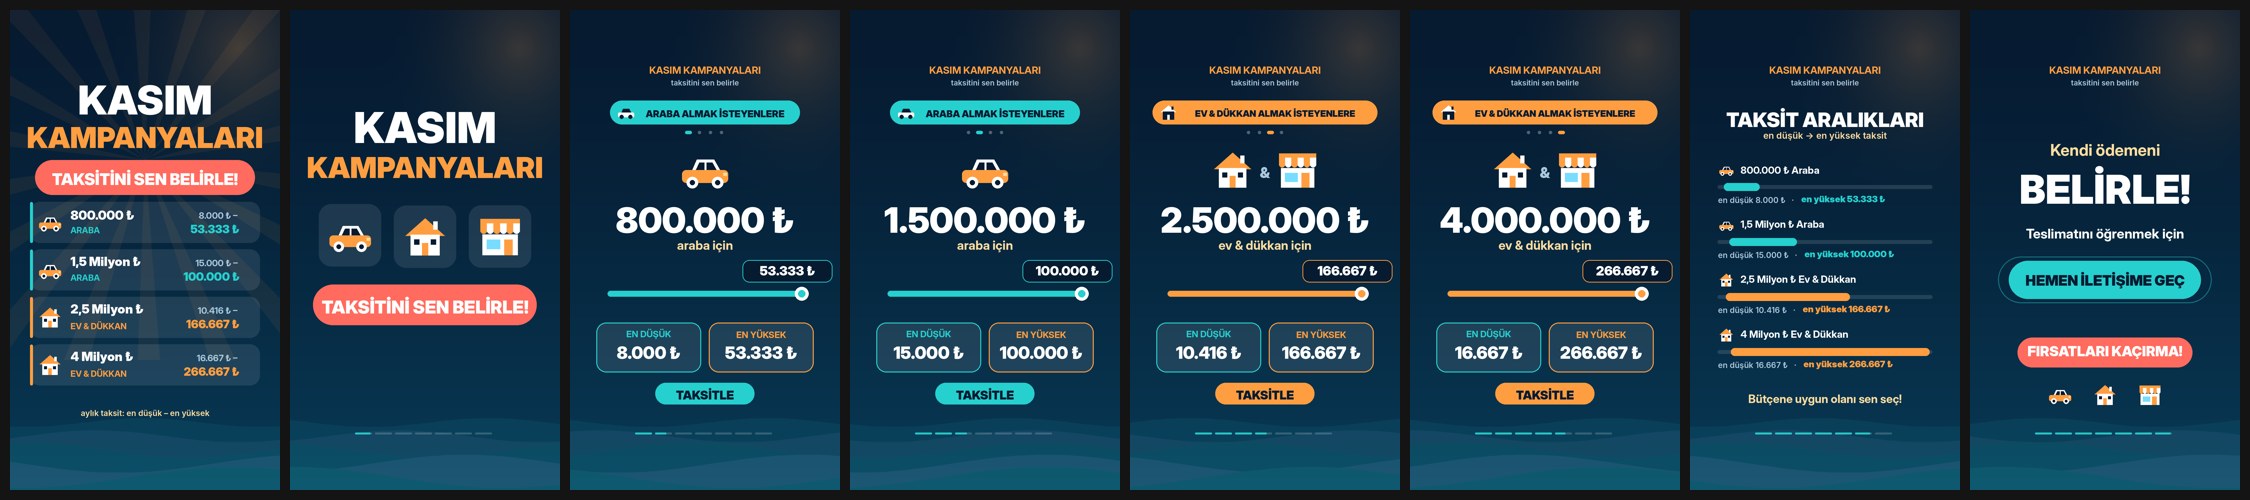 KASIM
KAMPANYALARI
TAKSİTİNİ SEN BELİRLE!
800.000 ₺
ARABA
8.000 ₺ –
53.333 ₺
1,5 Milyon ₺
ARABA
15.000 ₺ –
100.000 ₺
2,5 Milyon ₺
EV & DÜKKAN
10.416 ₺ –
166.667 ₺
4 Milyon ₺
EV & DÜKKAN
16.667 ₺ –
266.667 ₺
aylık taksit: en düşük – en yüksek
KASIM
KAMPANYALARI
TAKSİTİNİ SEN BELİRLE!
KASIM KAMPANYALARI
taksitini sen belirle
ARABA ALMAK İSTEYENLERE
800.000 ₺
araba için
53.333 ₺
EN DÜŞÜK
8.000 ₺
EN YÜKSEK
53.333 ₺
TAKSİTLE
KASIM KAMPANYALARI
taksitini sen belirle
ARABA ALMAK İSTEYENLERE
1.500.000 ₺
araba için
100.000 ₺
EN DÜŞÜK
15.000 ₺
EN YÜKSEK
100.000 ₺
TAKSİTLE
KASIM KAMPANYALARI
taksitini sen belirle
EV & DÜKKAN ALMAK İSTEYENLERE
&
2.500.000 ₺
ev & dükkan için
166.667 ₺
EN DÜŞÜK
10.416 ₺
EN YÜKSEK
166.667 ₺
TAKSİTLE
KASIM KAMPANYALARI
taksitini sen belirle
EV & DÜKKAN ALMAK İSTEYENLERE
&
4.000.000 ₺
ev & dükkan için
266.667 ₺
EN DÜŞÜK
16.667 ₺
EN YÜKSEK
266.667 ₺
TAKSİTLE
KASIM KAMPANYALARI
taksitini sen belirle
TAKSİT ARALIKLARI
en düşük → en yüksek taksit
800.000 ₺ Araba
en düşük 8.000 ₺ · en yüksek 53.333 ₺
1,5 Milyon ₺ Araba
en düşük 15.000 ₺ · en yüksek 100.000 ₺
2,5 Milyon ₺ Ev & Dükkan
en düşük 10.416 ₺ · en yüksek 166.667 ₺
4 Milyon ₺ Ev & Dükkan
en düşük 16.667 ₺ · en yüksek 266.667 ₺
Bütçene uygun olanı sen seç!
KASIM KAMPANYALARI
taksitini sen belirle
Kendi ödemeni
BELİRLE!
Teslimatını öğrenmek için
HEMEN İLETİŞİME GEÇ
FIRSATLARI KAÇIRMA!